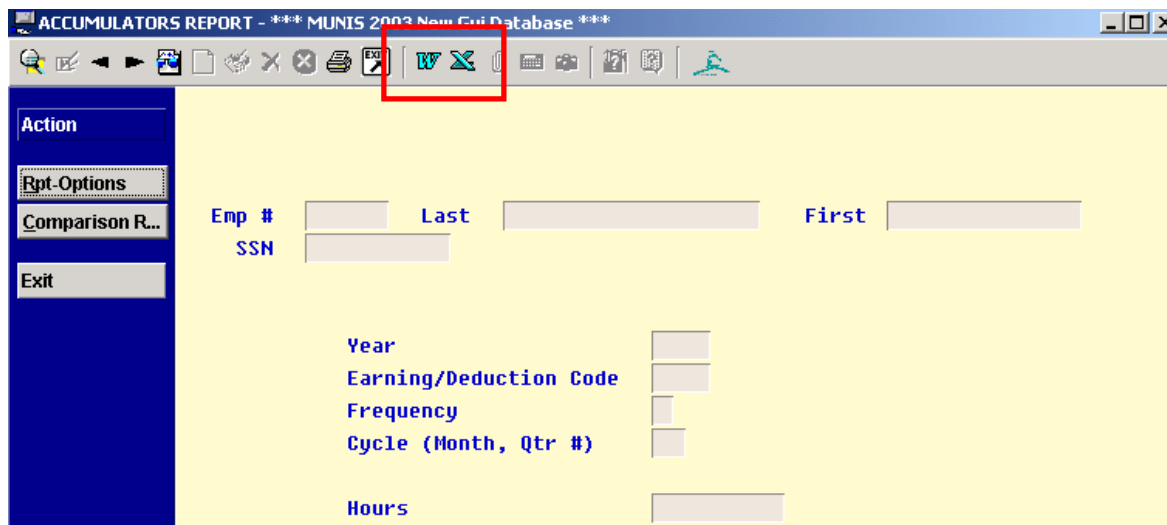 ACCUMULATORS REPORT - *** MUNIS 2003 New Gui Database ***
EXIT W X
Action
Rpt-Options
Comparison R...
Exit
Emp # Last First
SSN
Year
Earning/Deduction Code
Frequency
Cycle (Month, Qtr #)
Hours